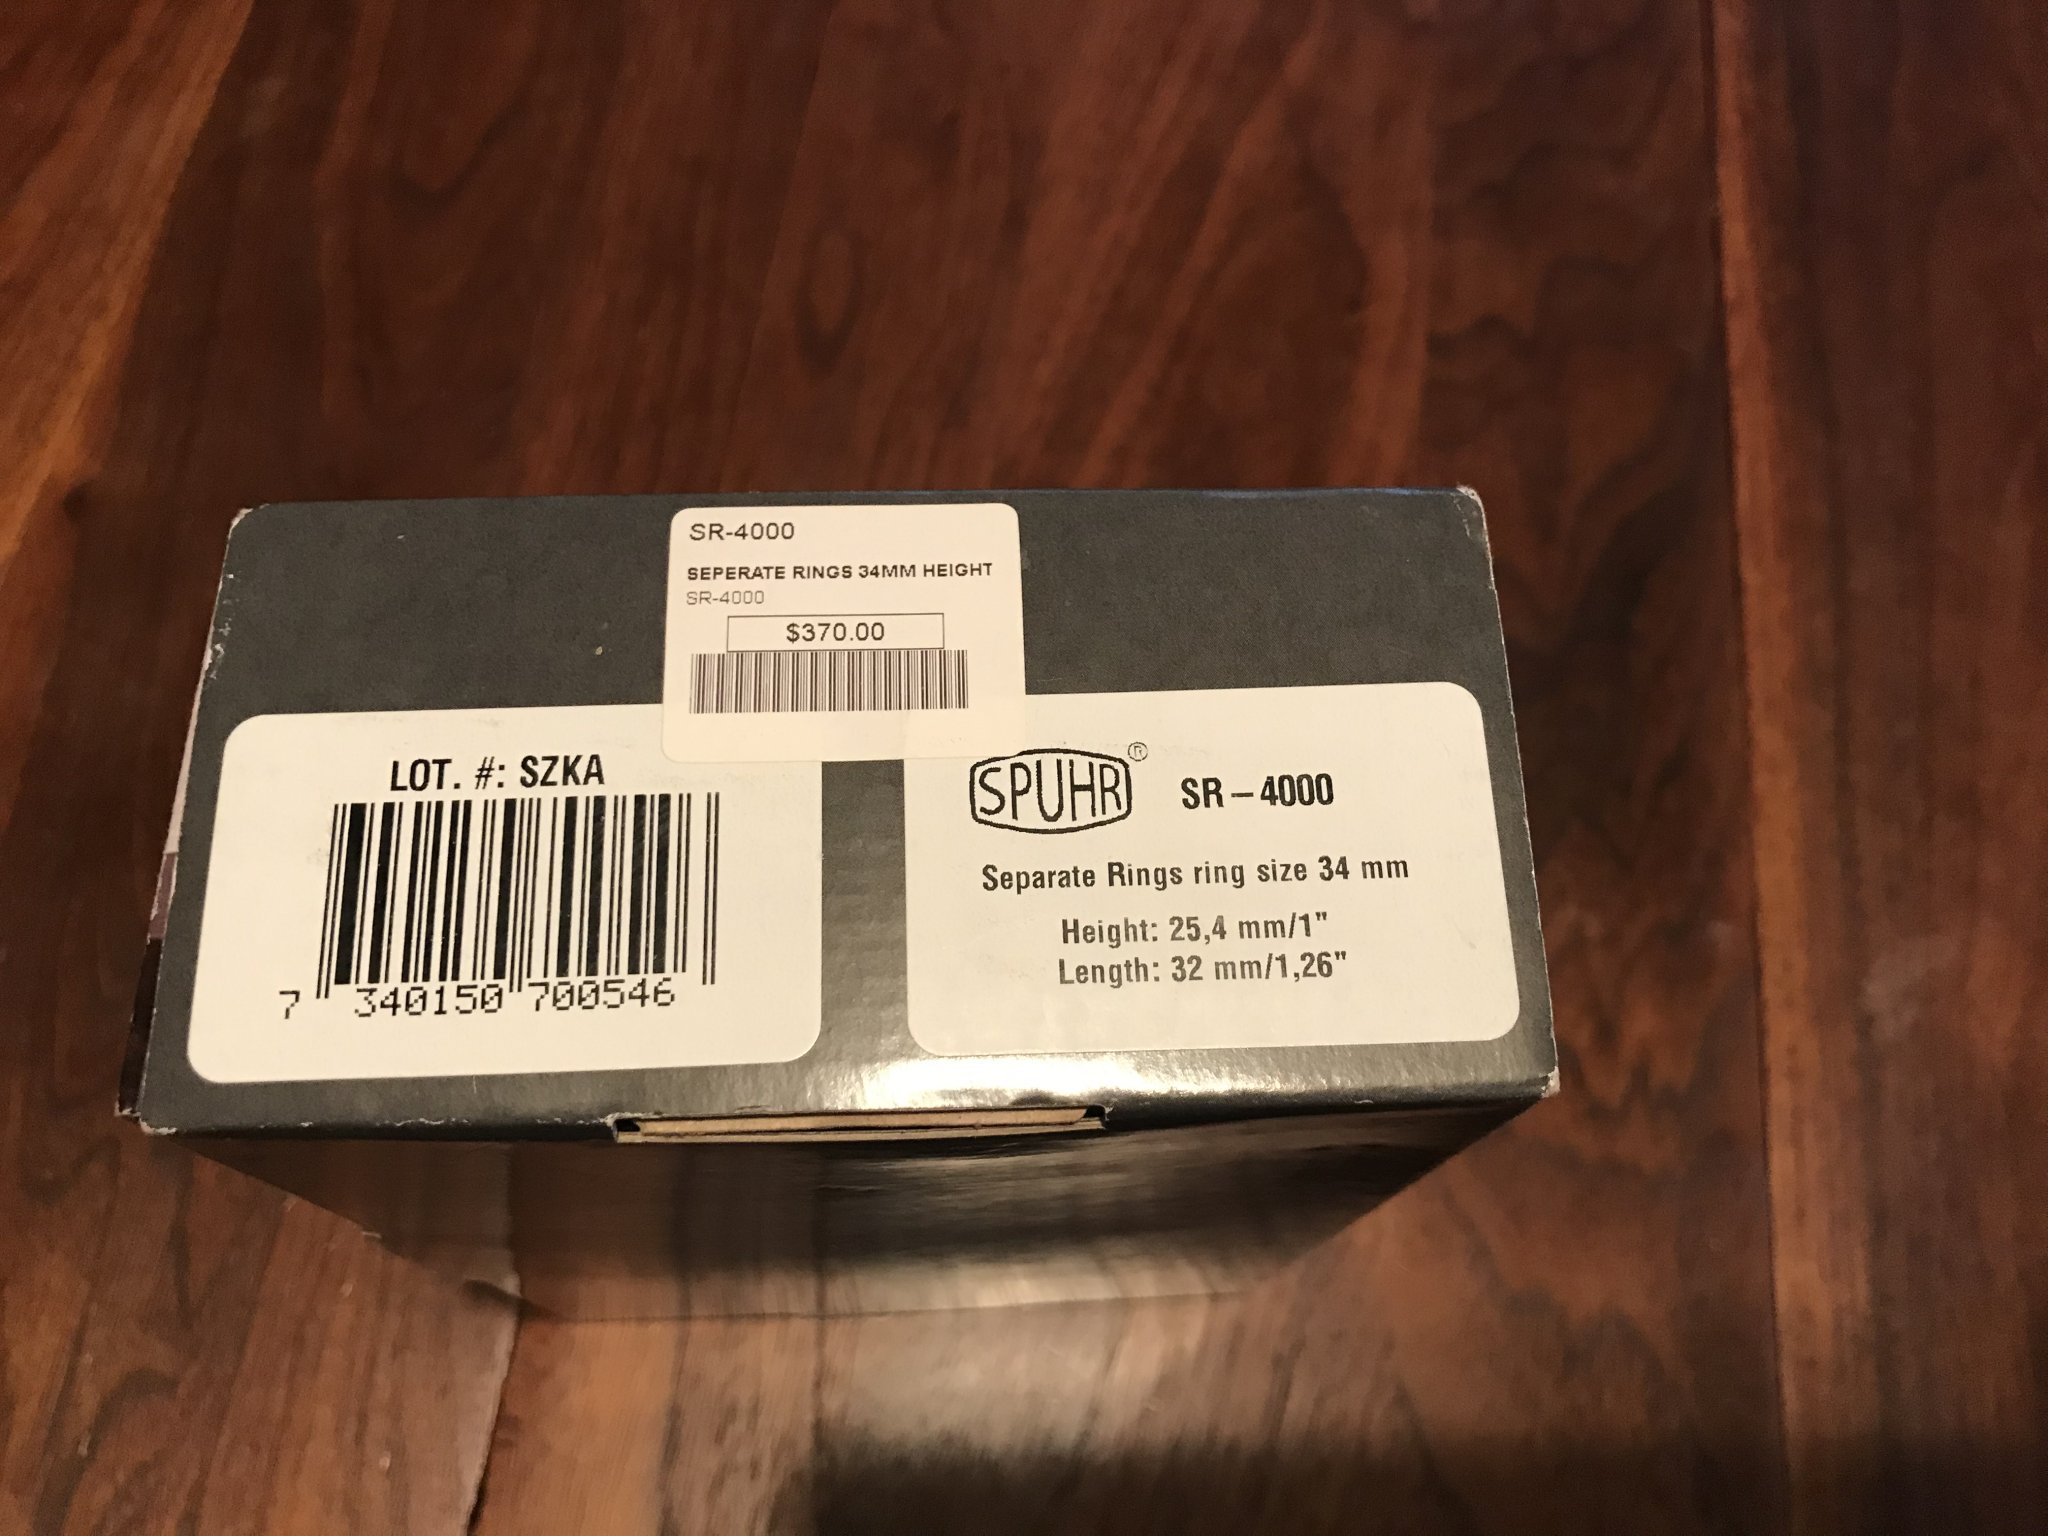 SR-4000
SEPERATE RINGS 34MM HEIGHT
SR-4000
$370.00
LOT. #: SZKA
7 340150 700546
SPUHR® SR-4000
Separate Rings ring size 34 mm
Height: 25,4 mm/1"
Length: 32 mm/1,26"